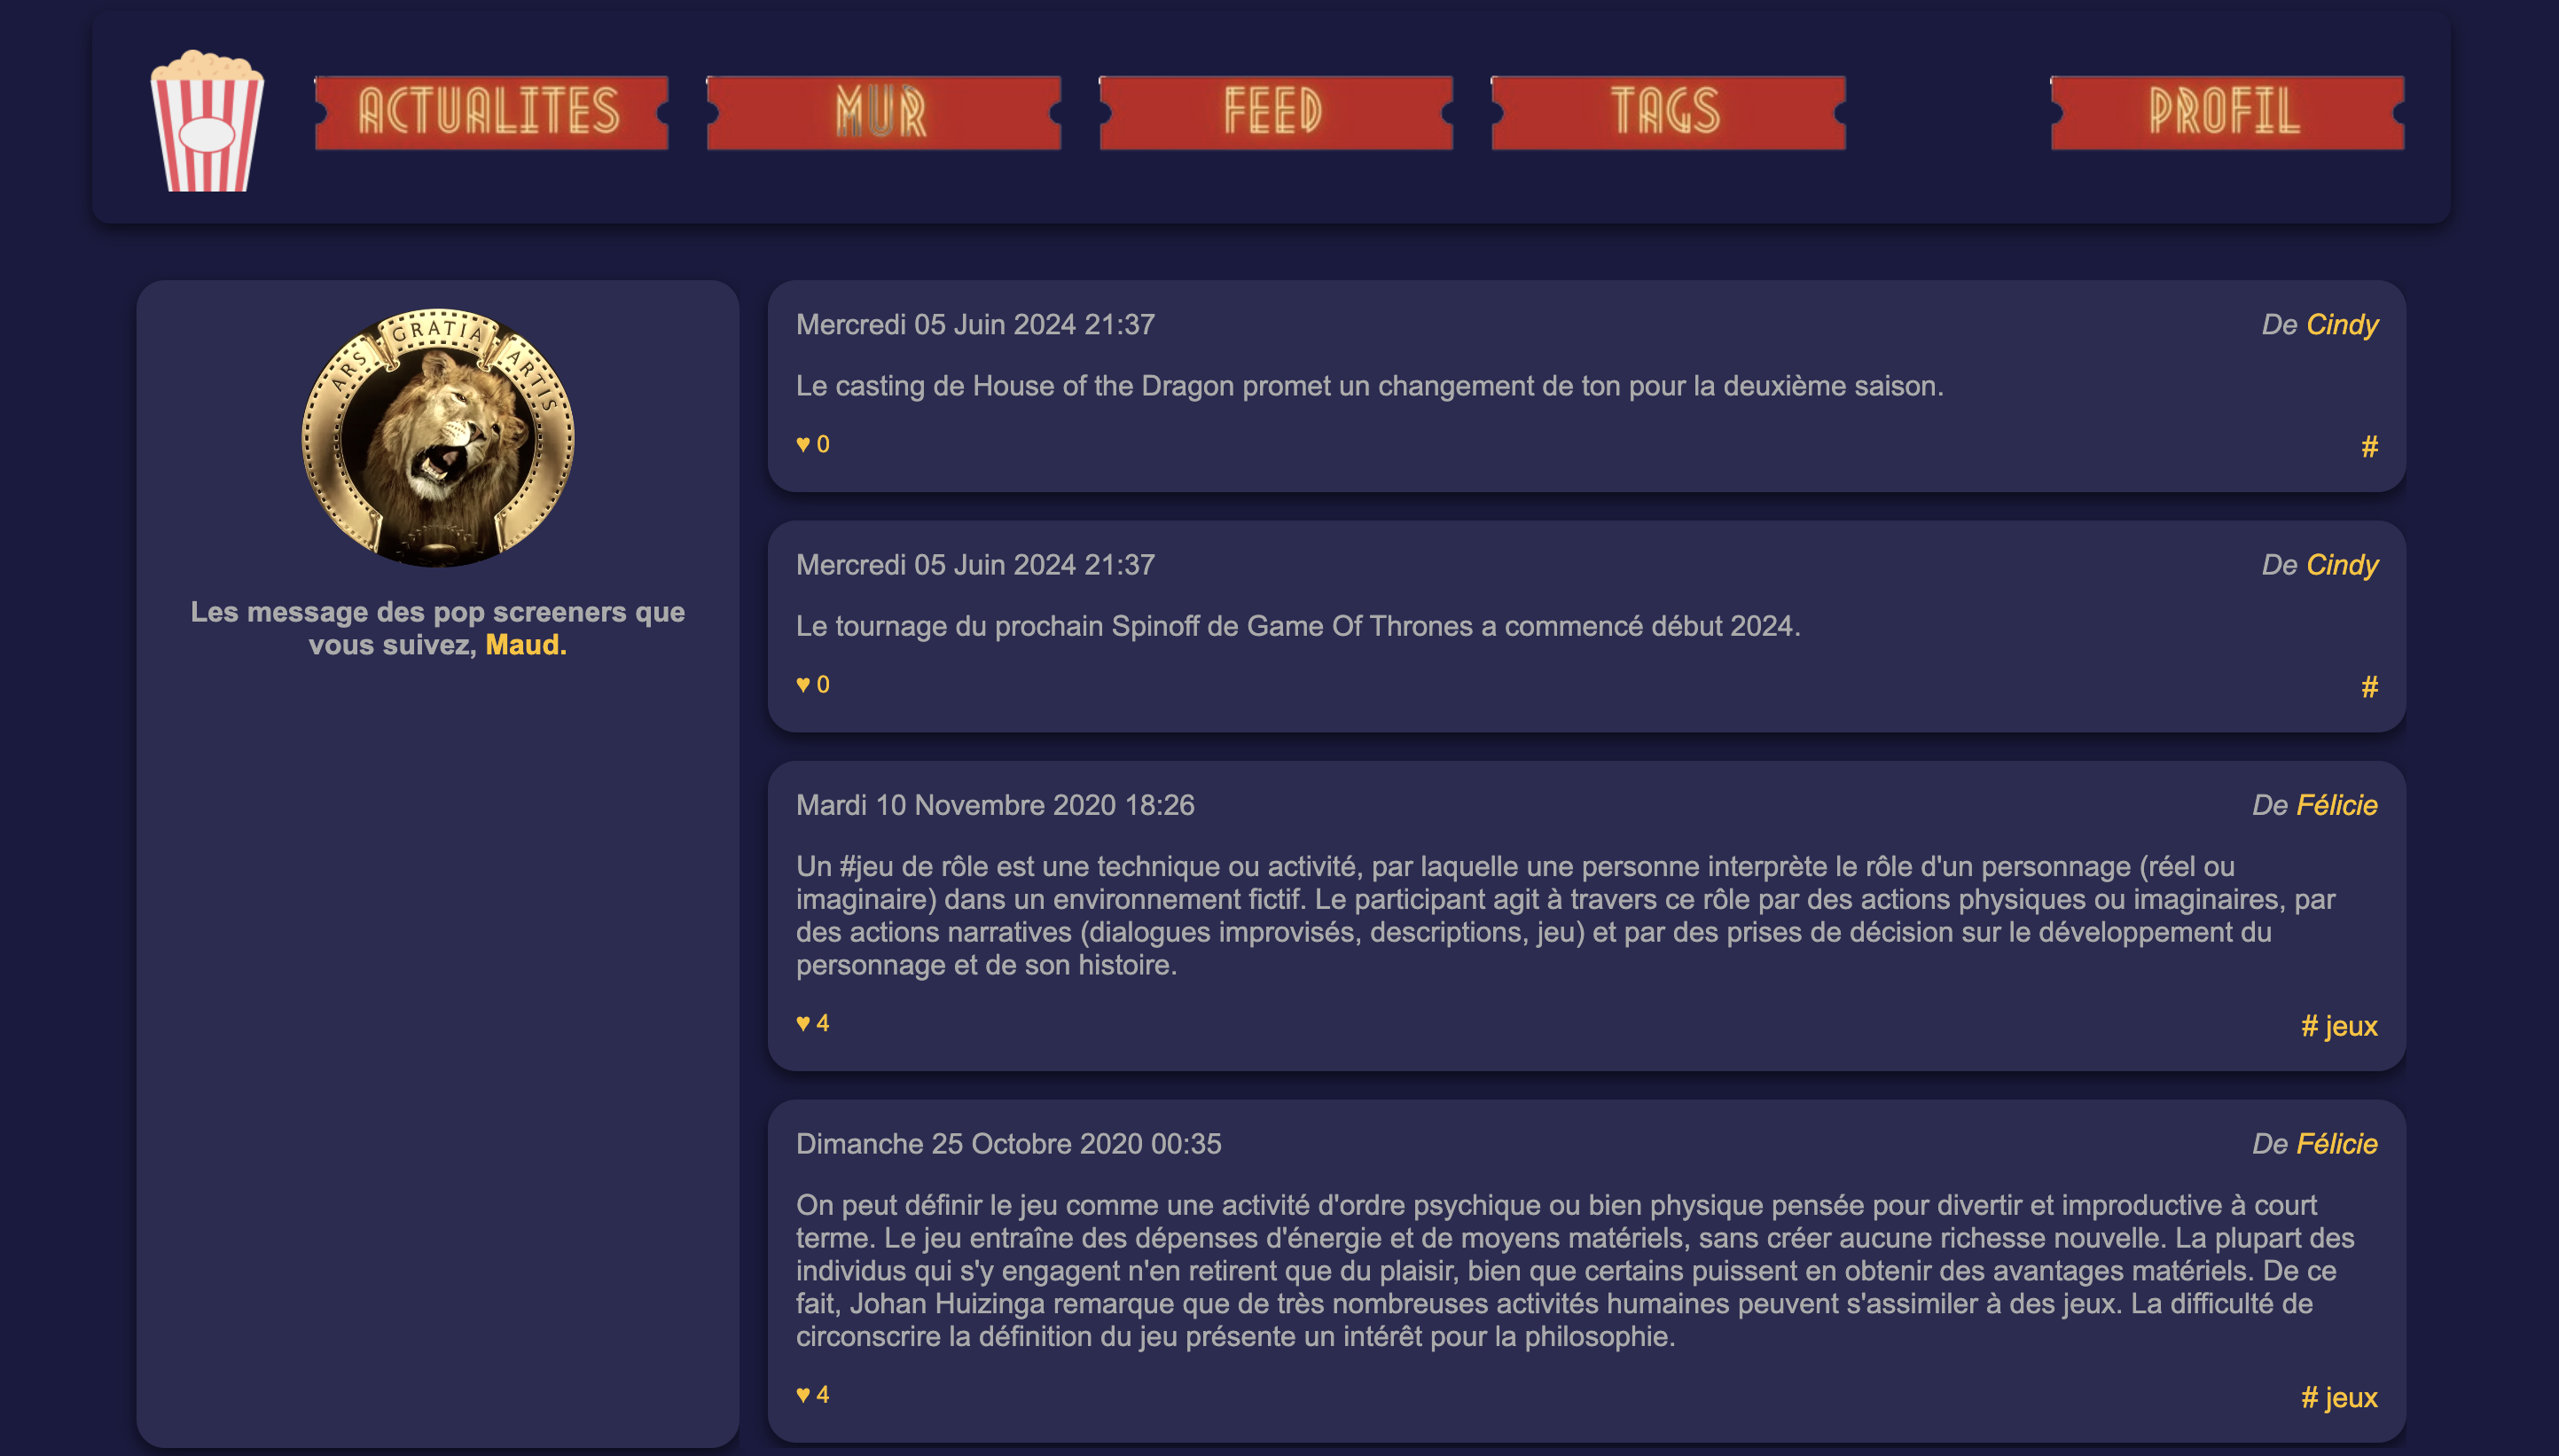 ACTUALITES
MUR
FEED
TAGS
PROFIL
ARS GRATIA ARTIS
Les message des pop screeners que
vous suivez, Maud.
Mercredi 05 Juin 2024 21:37
De Cindy
Le casting de House of the Dragon promet un changement de ton pour la deuxième saison.
♥ 0
#
Mercredi 05 Juin 2024 21:37
De Cindy
Le tournage du prochain Spinoff de Game Of Thrones a commencé début 2024.
♥ 0
#
Mardi 10 Novembre 2020 18:26
De Félicie
Un #jeu de rôle est une technique ou activité, par laquelle une personne interprète le rôle d'un personnage (réel ou
imaginaire) dans un environnement fictif. Le participant agit à travers ce rôle par des actions physiques ou imaginaires, par
des actions narratives (dialogues improvisés, descriptions, jeu) et par des prises de décision sur le développement du
personnage et de son histoire.
♥ 4
# jeux
Dimanche 25 Octobre 2020 00:35
De Félicie
On peut définir le jeu comme une activité d'ordre psychique ou bien physique pensée pour divertir et improductive à court
terme. Le jeu entraîne des dépenses d'énergie et de moyens matériels, sans créer aucune richesse nouvelle. La plupart des
individus qui s'y engagent n'en retirent que du plaisir, bien que certains puissent en obtenir des avantages matériels. De ce
fait, Johan Huizinga remarque que de très nombreuses activités humaines peuvent s'assimiler à des jeux. La difficulté de
circonscrire la définition du jeu présente un intérêt pour la philosophie.
♥ 4
# jeux